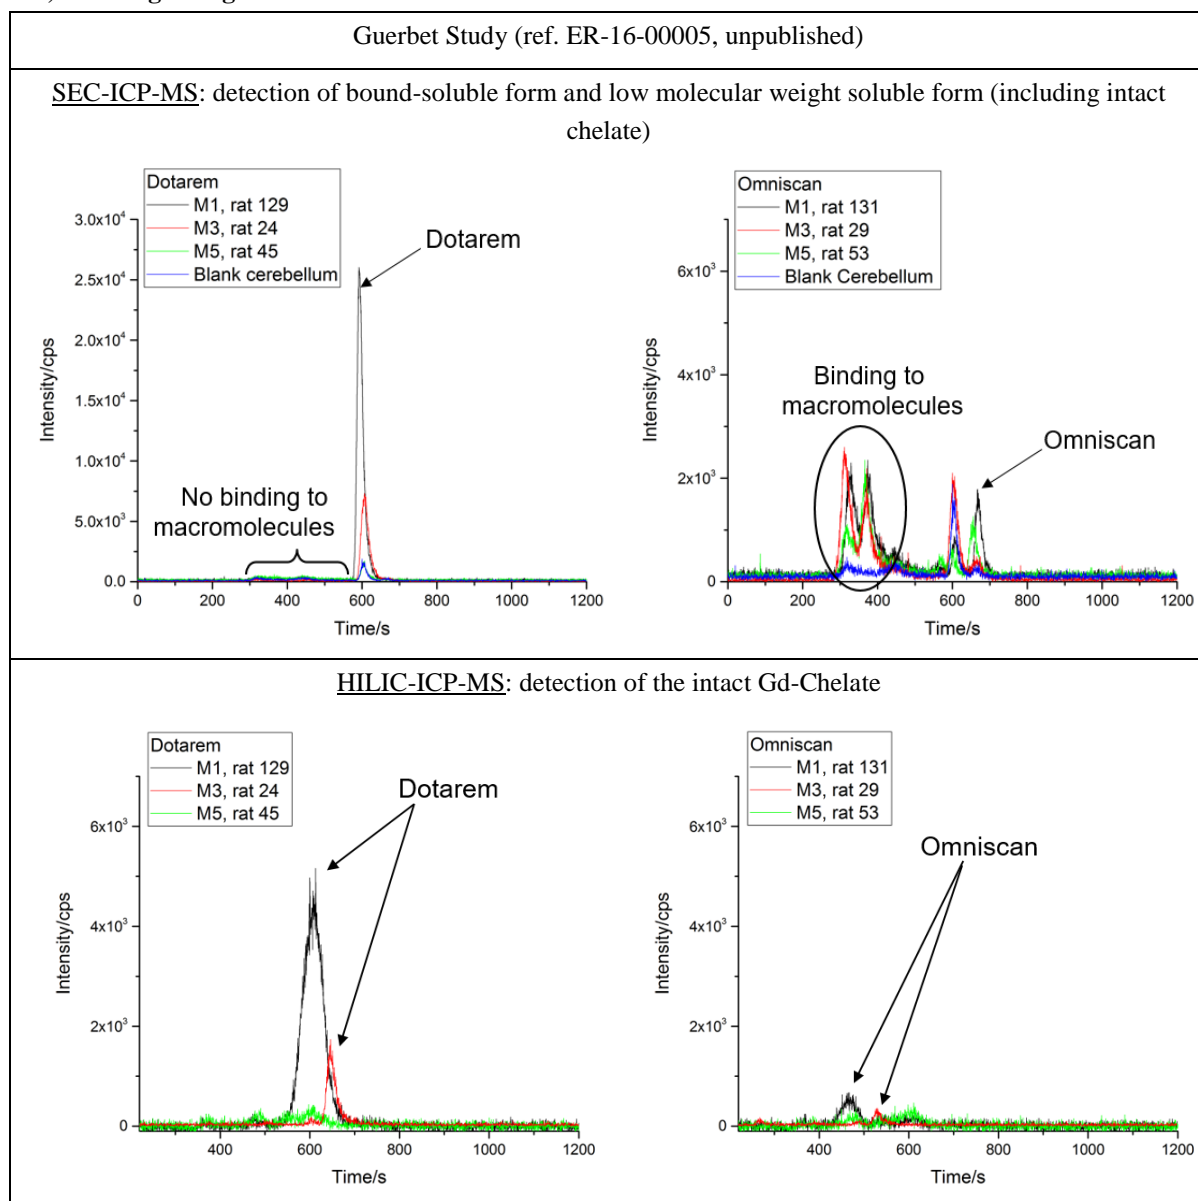 Guerbet Study (ref. ER-16-00005, unpublished)
SEC-ICP-MS: detection of bound-soluble form and low molecular weight soluble form (including intact
chelate)
Dotarem
M1, rat 129
M3, rat 24
M5, rat 45
Blank cerebellum
3.0x10⁴
2.5x10⁴
2.0x10⁴
1.5x10⁴
1.0x10⁴
5.0x10³
0.0
Intensity/cps
Dotarem
No binding to
macromolecules
0 200 400 600 800 1000 1200
Time/s
Omniscan
M1, rat 131
M3, rat 29
M5, rat 53
Blank Cerebellum
6x10³
4x10³
2x10³
0
Intensity/cps
Binding to
macromolecules
Omniscan
0 200 400 600 800 1000 1200
Time/s
HILIC-ICP-MS: detection of the intact Gd-Chelate
Dotarem
M1, rat 129
M3, rat 24
M5, rat 45
6x10³
4x10³
2x10³
0
Intensity/cps
Dotarem
400 600 800 1000 1200
Time/s
Omniscan
M1, rat 131
M3, rat 29
M5, rat 53
6x10³
4x10³
2x10³
0
Intensity/cps
Omniscan
400 600 800 1000 1200
Time/s